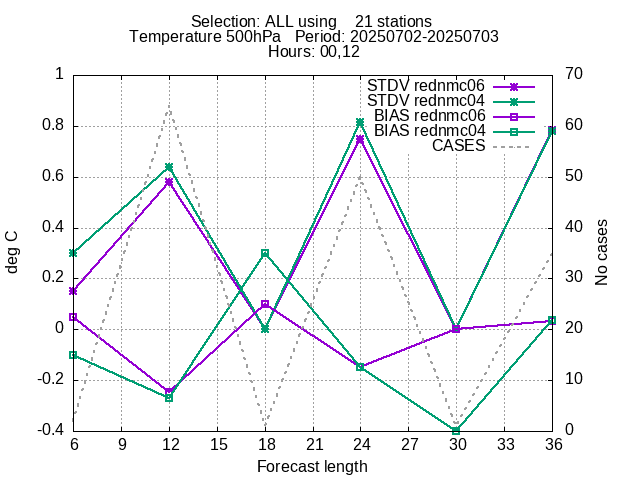 Selection: ALL using    21 stations
Temperature 500hPa   Period: 20250702-20250703
Hours: 00,12
1
0.8
0.6
0.4
0.2
0
-0.2
-0.4
deg C
70
60
50
40
30
20
10
0
No cases
STDV rednmc06
STDV rednmc04
BIAS rednmc06
BIAS rednmc04
CASES
6 9 12 15 18 21 24 27 30 33 36
Forecast length